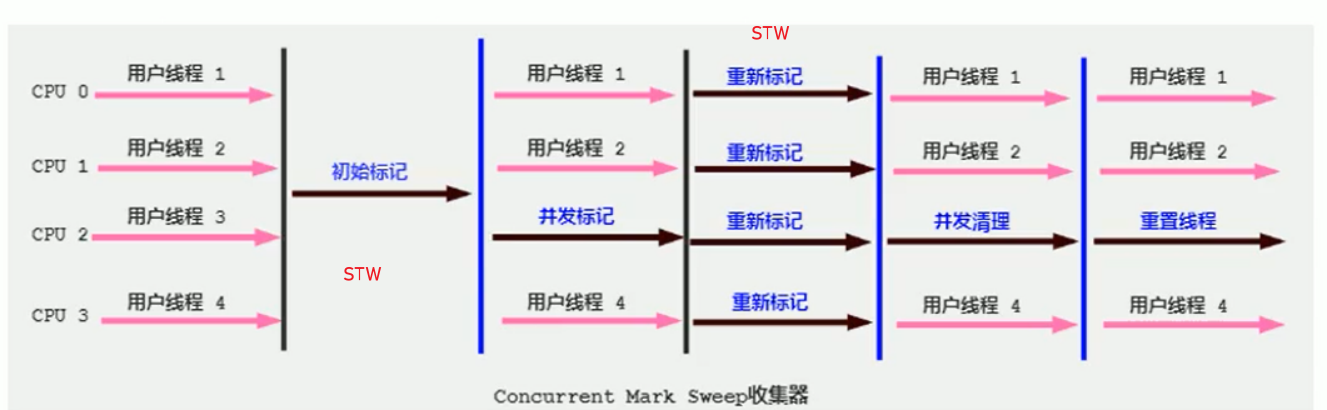 STW
CPU 0 用户线程 1 用户线程 1 重新标记 用户线程 1 用户线程 1
CPU 1 用户线程 2 初始标记 用户线程 2 重新标记 用户线程 2 用户线程 2
CPU 2 用户线程 3 并发标记 重新标记 并发清理 重置线程
STW
CPU 3 用户线程 4 用户线程 4 重新标记 用户线程 4 用户线程 4
Concurrent Mark Sweep收集器